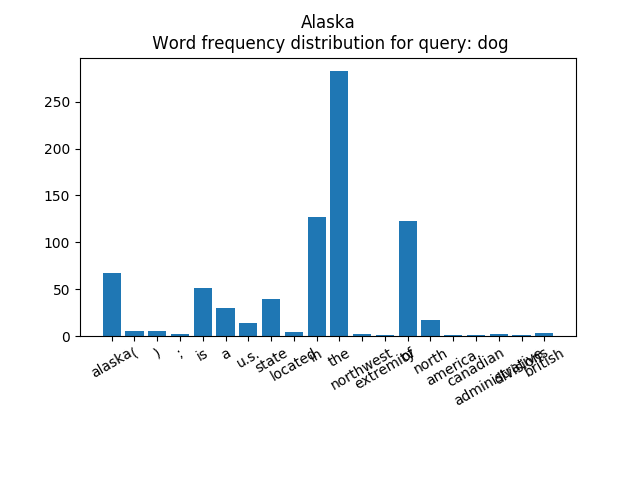 Alaska
Word frequency distribution for query: dog
250
200
150
100
50
0
alaska
(
)
;
is
a
u.s.
state
located
in
the
northwest
extremity
of
north
america
canadian
administrative
divisions
british